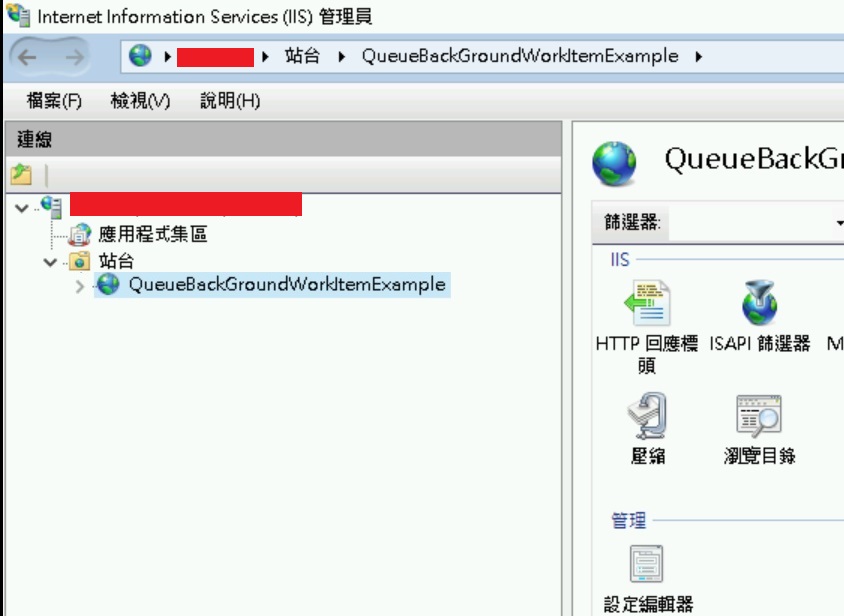 Internet Information Services (IIS) 管理員
站台 QueueBackGroundWorkItemExample
檔案(F) 檢視(V) 說明(H)
連線
應用程式集區
站台
QueueBackGroundWorkItemExample
QueueBackGr
篩選器:
IIS
HTTP 回應標頭
ISAPI 篩選器
M
壓縮
瀏覽目錄
管理
設定編輯器